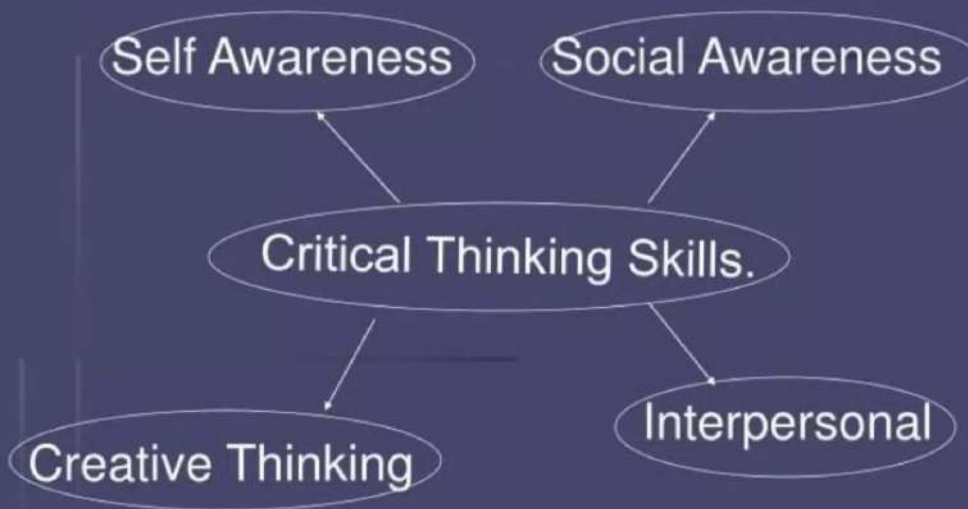 Self Awareness
Social Awareness
Critical Thinking Skills.
Creative Thinking
Interpersonal